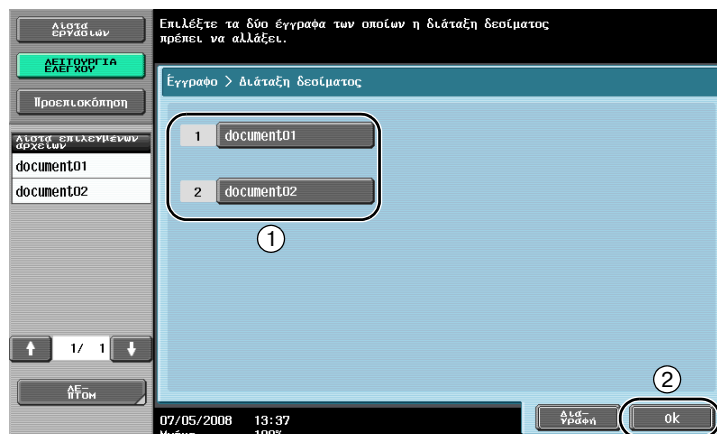 Λίστα
εργασιών
Επιλέξτε τα δύο έγγραφα των οποίων η διάταξη δεσίματος
πρέπει να αλλάξει.
ΛΕΙΤΟΥΡΓΙΑ
ΕΛΕΓΧΟΥ
Έγγραφο > Διάταξη δεσίματος
Προεπισκόπηση
1 document01
Λίστα επιλεγμένων
αρχείων
document01
document02
2 document02
1
1/ 1
ΛΕ-
ΠΤΟΜ
2
Δια-
γραφή
Ok
07/05/2008 13:37
Μνήμη 100%